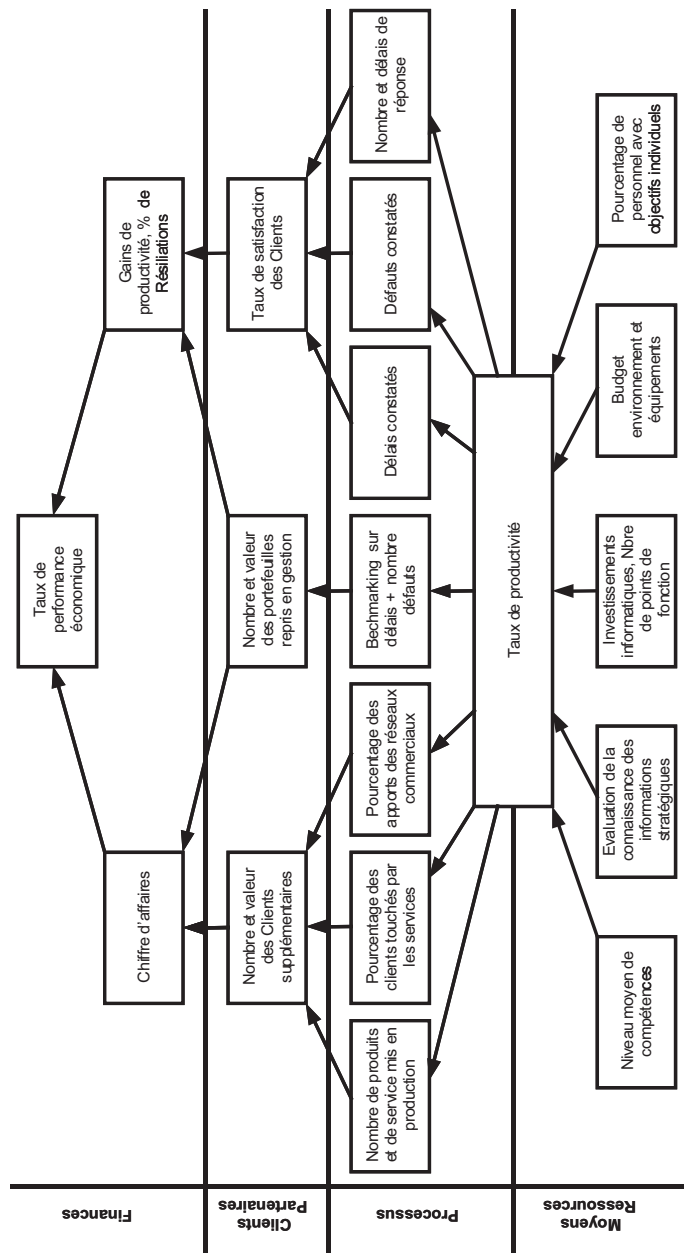 Finances
Taux de
performance
économique
Chiffre d'affaires
Gains de
productivité, % de
Résiliations
Clients
Partenaires
Nombre et valeur
des Clients
supplémentaires
Nombre et valeur
des portefeuilles
repris en gestion
Taux de satisfaction
des Clients
Processus
Nombre de produits
et de service mis en
production
Pourcentage des
clients touchés par
les services
Pourcentage des
apports des réseaux
commerciaux
Bechmarking sur
délais + nombre
défauts
Délais constatés
Défauts constatés
Nombre et délais de
réponse
Taux de productivité
Moyens
Ressources
Niveau moyen de
compétences
Evaluation de la
connaissance des
informations
stratégiques
Investissements
informatiques, Nbre
de points de
fonction
Budget
environnement et
équipements
Pourcentage de
personnel avec
objectifs individuels